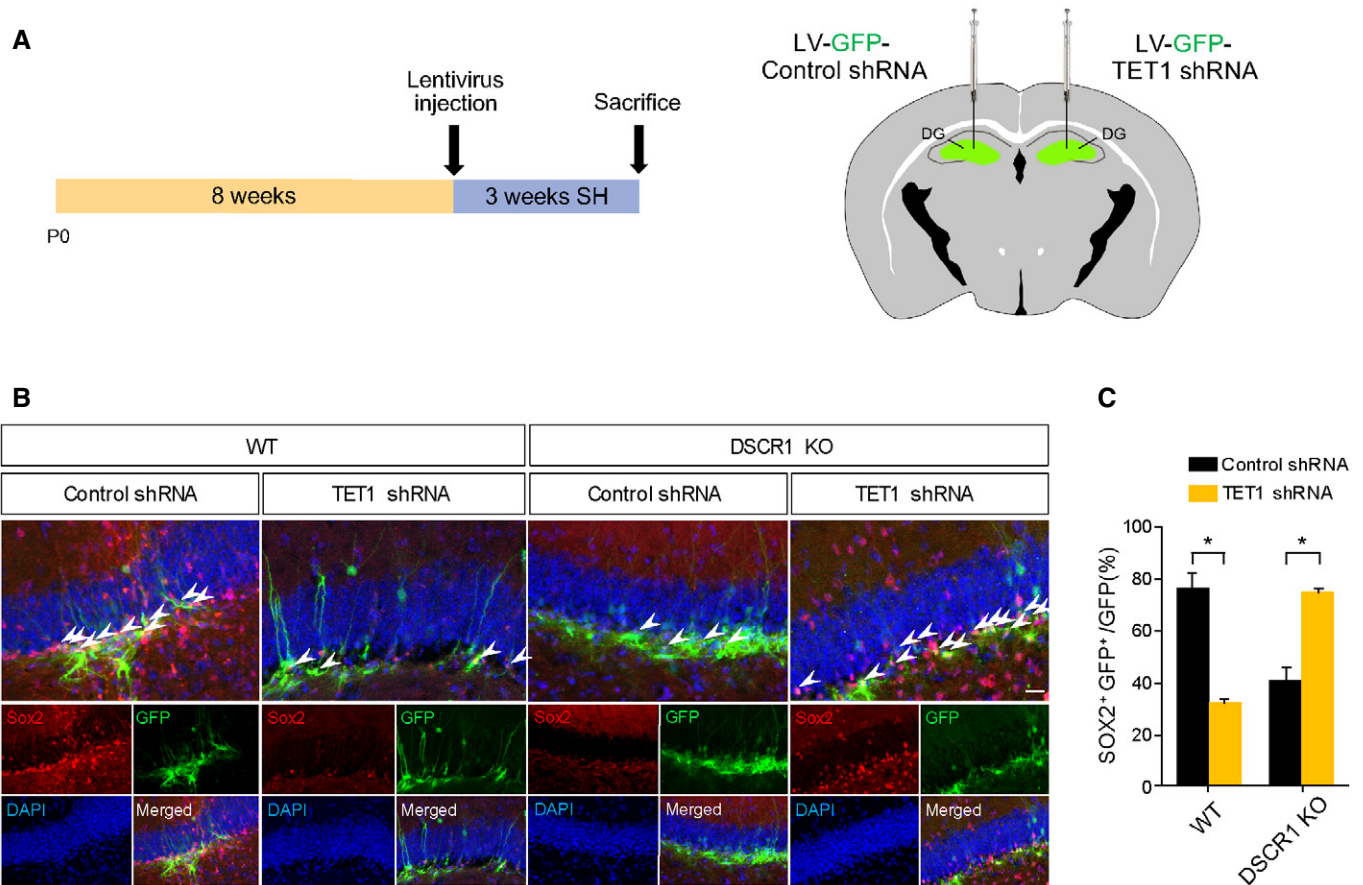 A
Lentivirus
injection
Sacrifice
8 weeks
3 weeks SH
P0
LV-GFP-
Control shRNA
LV-GFP-
TET1 shRNA
DG
DG
B
WT
DSCR1 KO
Control shRNA
TET1 shRNA
Control shRNA
TET1 shRNA
Sox2
GFP
Sox2
GFP
Sox2
GFP
Sox2
GFP
DAPI
Merged
DAPI
Merged
DAPI
Merged
DAPI
Merged
C
Control shRNA
TET1 shRNA
SOX2⁺ GFP⁺/GFP(%)
100
80
60
40
20
0
*
*
WT
DSCR1 KO